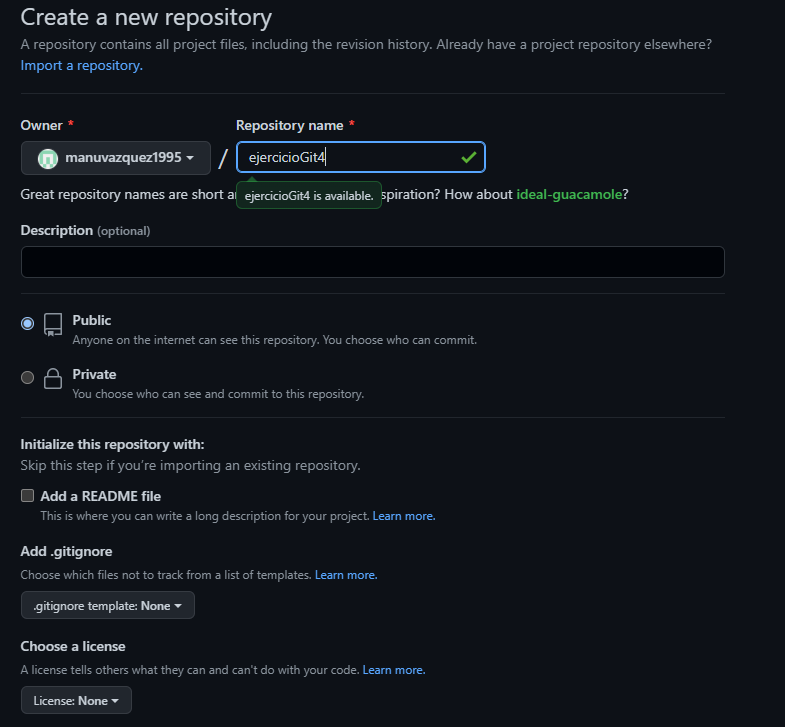 Create a new repository
A repository contains all project files, including the revision history. Already have a project repository elsewhere?
Import a repository.
Owner *
Repository name *
manuvazquez1995 / ejercicioGit4
Great repository names are short ejercicioGit4 is available. spiration? How about ideal-guacamole?
Description (optional)
Public
Anyone on the internet can see this repository. You choose who can commit.
Private
You choose who can see and commit to this repository.
Initialize this repository with:
Skip this step if you're importing an existing repository.
Add a README file
This is where you can write a long description for your project. Learn more.
Add .gitignore
Choose which files not to track from a list of templates. Learn more.
.gitignore template: None
Choose a license
A license tells others what they can and can't do with your code. Learn more.
License: None